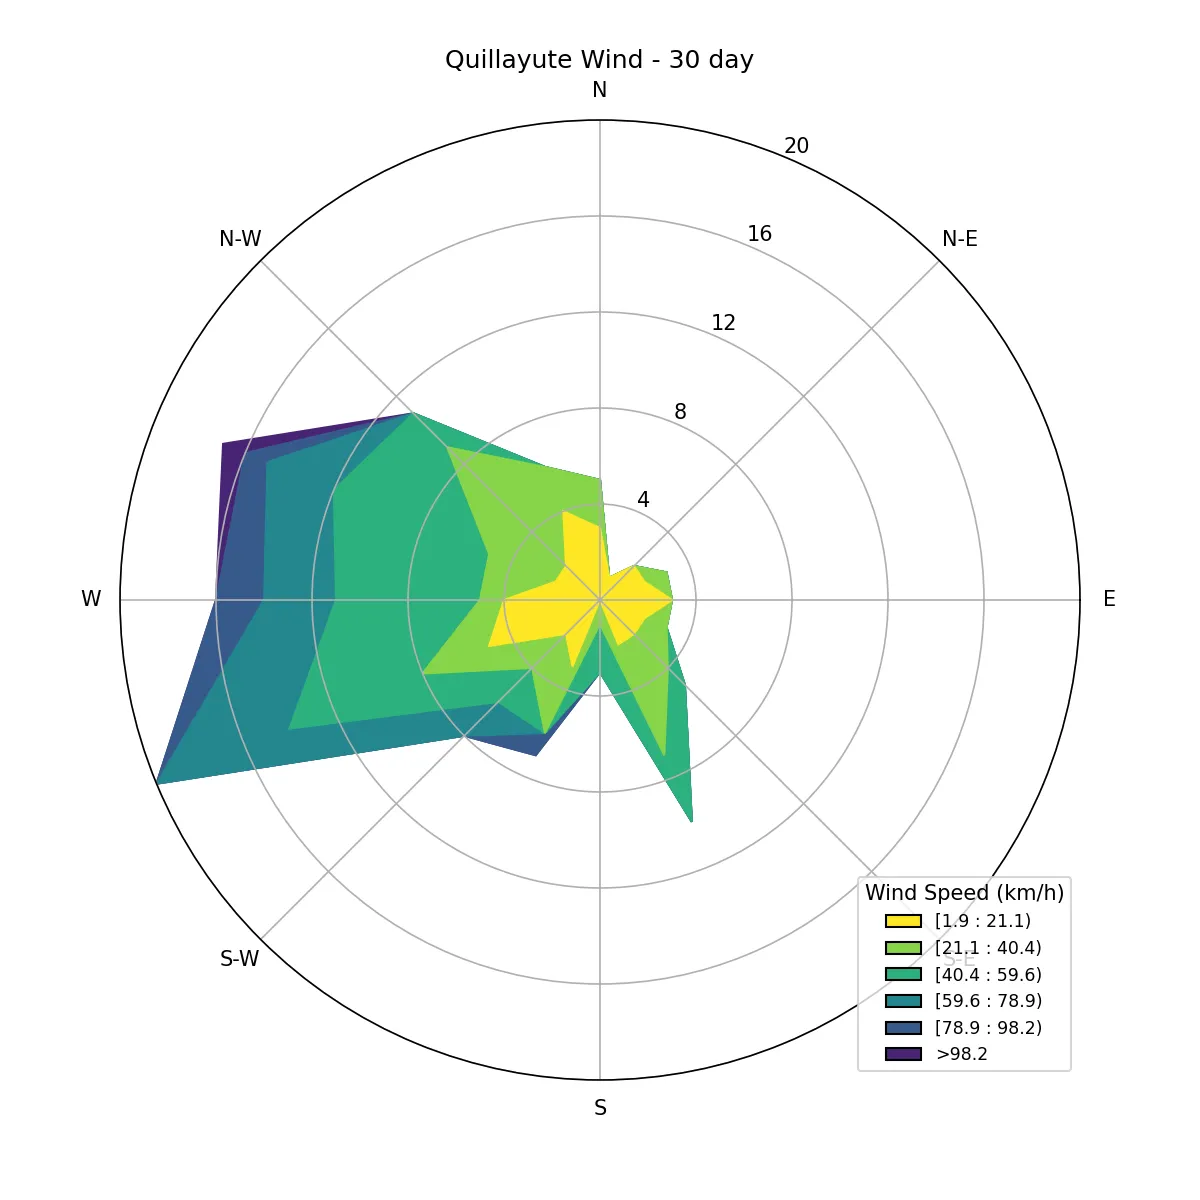 Quillayute Wind - 30 day
N
20
N-W
N-E
16
12
8
4
W
E
S-W
S-E
S
Wind Speed (km/h)
[1.9 : 21.1)
[21.1 : 40.4)
[40.4 : 59.6)
[59.6 : 78.9)
[78.9 : 98.2)
>98.2